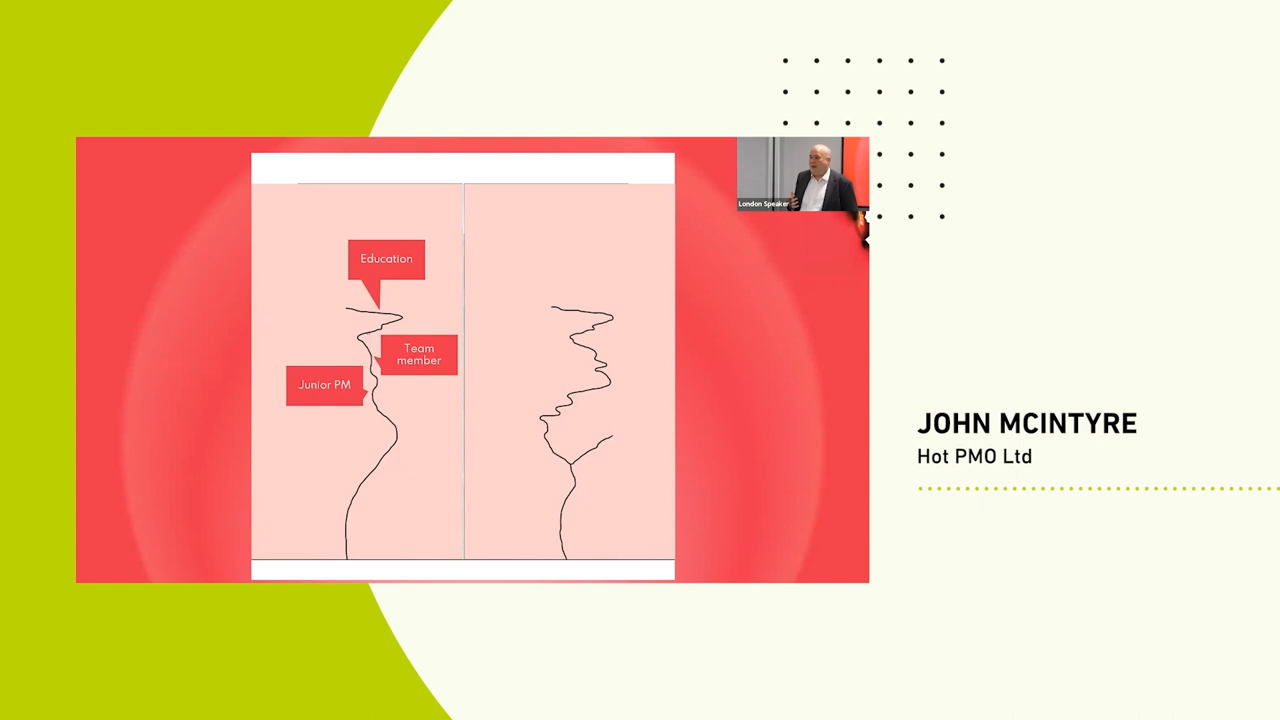 London Speaker
Education
Team
member
Junior PM
JOHN MCINTYRE
Hot PMO Ltd